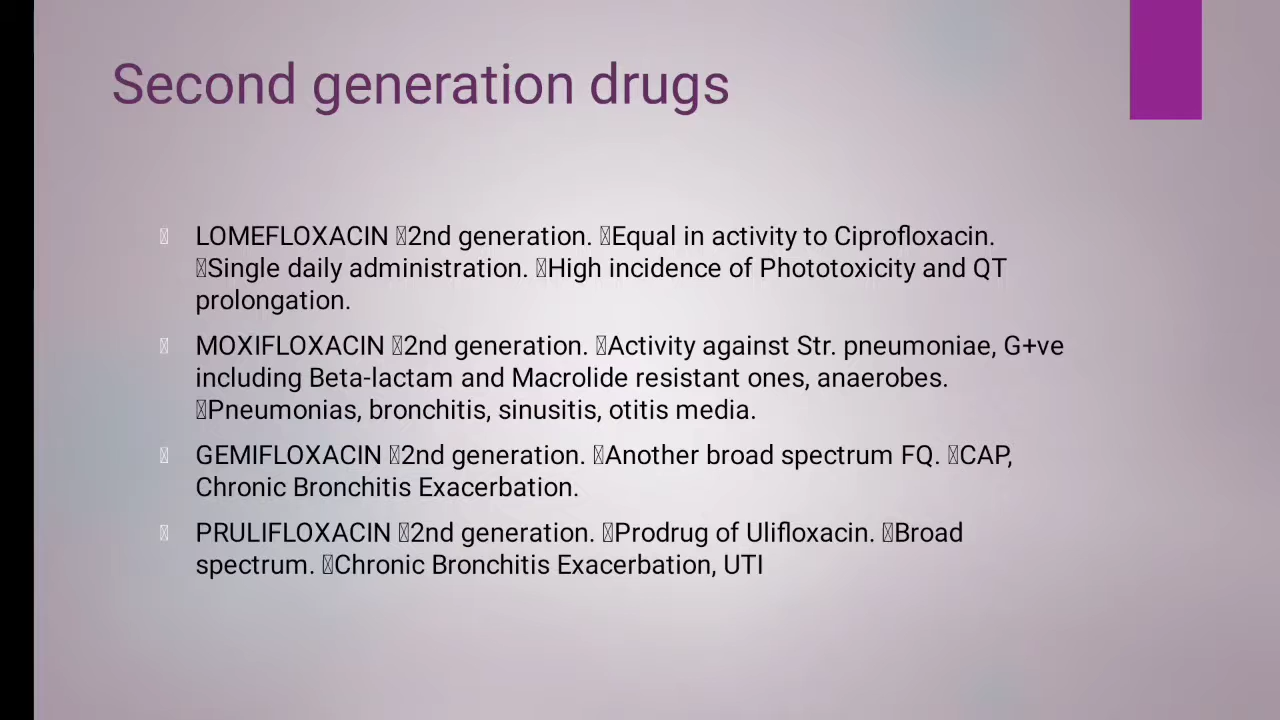 Second generation drugs
LOMEFLOXACIN 2nd generation. Equal in activity to Ciprofloxacin.
Single daily administration. High incidence of Phototoxicity and QT
prolongation.
MOXIFLOXACIN 2nd generation. Activity against Str. pneumoniae, G+ve
including Beta-lactam and Macrolide resistant ones, anaerobes.
Pneumonias, bronchitis, sinusitis, otitis media.
GEMIFLOXACIN 2nd generation. Another broad spectrum FQ. CAP,
Chronic Bronchitis Exacerbation.
PRULIFLOXACIN 2nd generation. Prodrug of Ulifloxacin. Broad
spectrum. Chronic Bronchitis Exacerbation, UTI